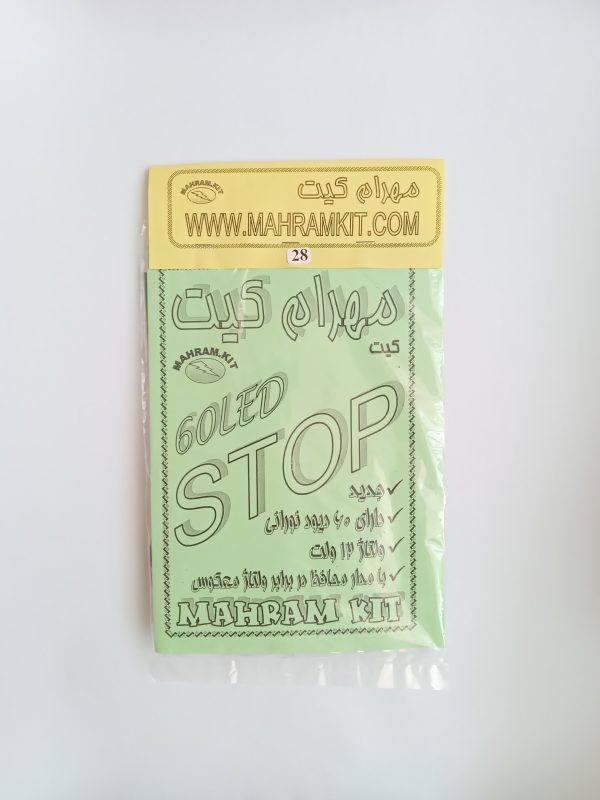 MAHRAM.KIT
مهرام کیت
WWW.MAHRAMKIT.COM
28
مهرام کیت
کیت
MAHRAM.KIT
60LED
STOP
✓ جدید
✓ دارای ۶۰ دیود نورانی
✓ ولتاژ ۱۲ ولت
✓ با مدار محافظ در برابر ولتاژ معکوس
MAHRAM KIT